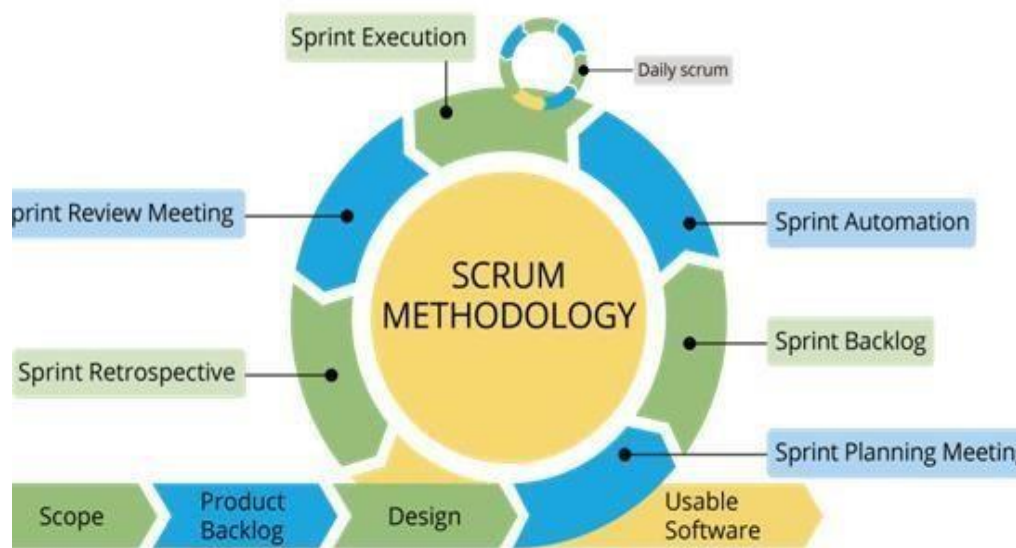 Sprint Execution
Daily scrum
print Review Meeting
Sprint Automation
SCRUM
METHODOLOGY
Sprint Backlog
Sprint Retrospective
Sprint Planning Meetin
Scope
Product
Backlog
Design
Usable
Software